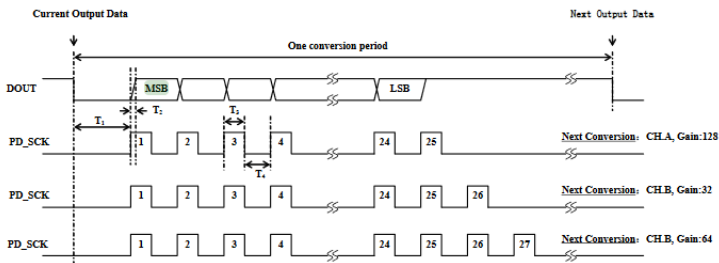 Current Output Data Next Output Data
One conversion period
DOUT MSB LSB
T₁ T₂ T₃
PD_SCK 1 2 3 4 24 25 Next Conversion: CH.A, Gain:128
T₄
PD_SCK 1 2 3 4 24 25 26 Next Conversion: CH.B, Gain:32
PD_SCK 1 2 3 4 24 25 26 27 Next Conversion: CH.B, Gain:64